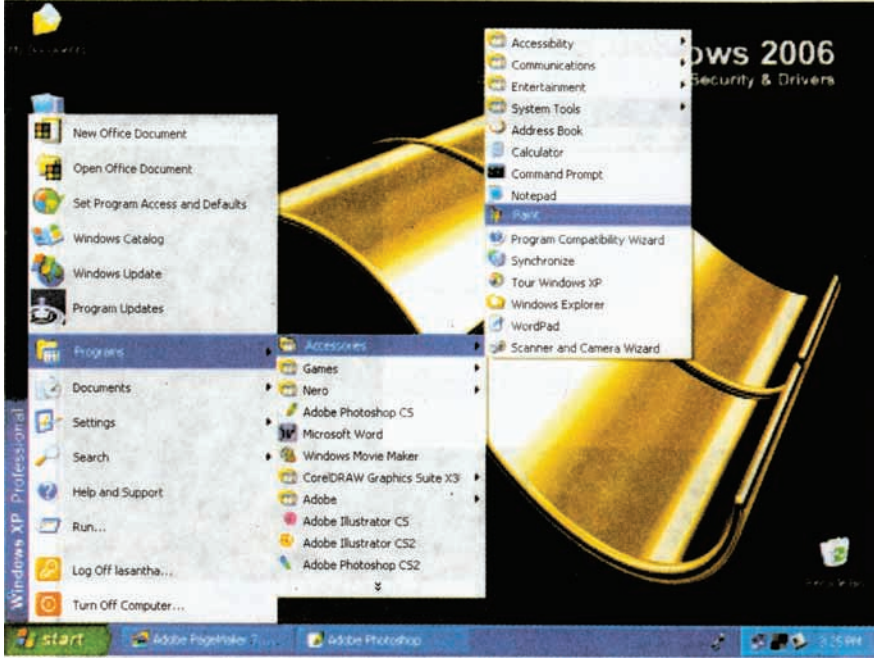 ows 2006
Security & Drivers
New Office Document
Open Office Document
Set Program Access and Defaults
Windows Catalog
Windows Update
Program Updates
Programs
Documents
Settings
Search
Help and Support
Run...
Log Off lasantha...
Turn Off Computer...
Windows XP Professional
Accessories
Games
Nero
Adobe Photoshop CS
Microsoft Word
Windows Movie Maker
CorelDRAW Graphics Suite X3
Adobe
Adobe Illustrator CS
Adobe Illustrator CS2
Adobe Photoshop CS2
Accessibility
Communications
Entertainment
System Tools
Address Book
Calculator
Command Prompt
Notepad
Paint
Program Compatibility Wizard
Synchronize
Tour Windows XP
Windows Explorer
WordPad
Scanner and Camera Wizard
start
Adobe PageMaker 7....
Adobe Photoshop
3:25 PM